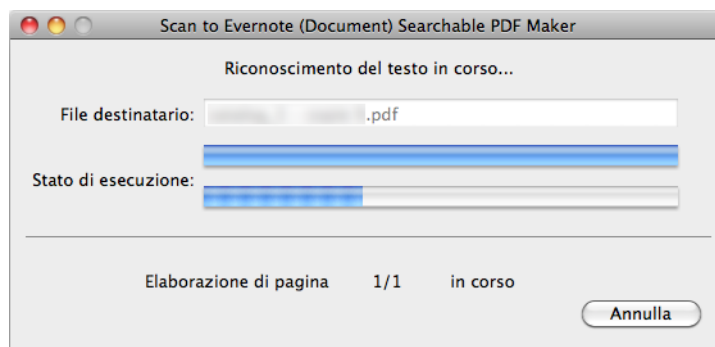 Scan to Evernote (Document) Searchable PDF Maker
Riconoscimento del testo in corso...
File destinatario: .pdf
Stato di esecuzione:
Elaborazione di pagina 1/1 in corso
Annulla